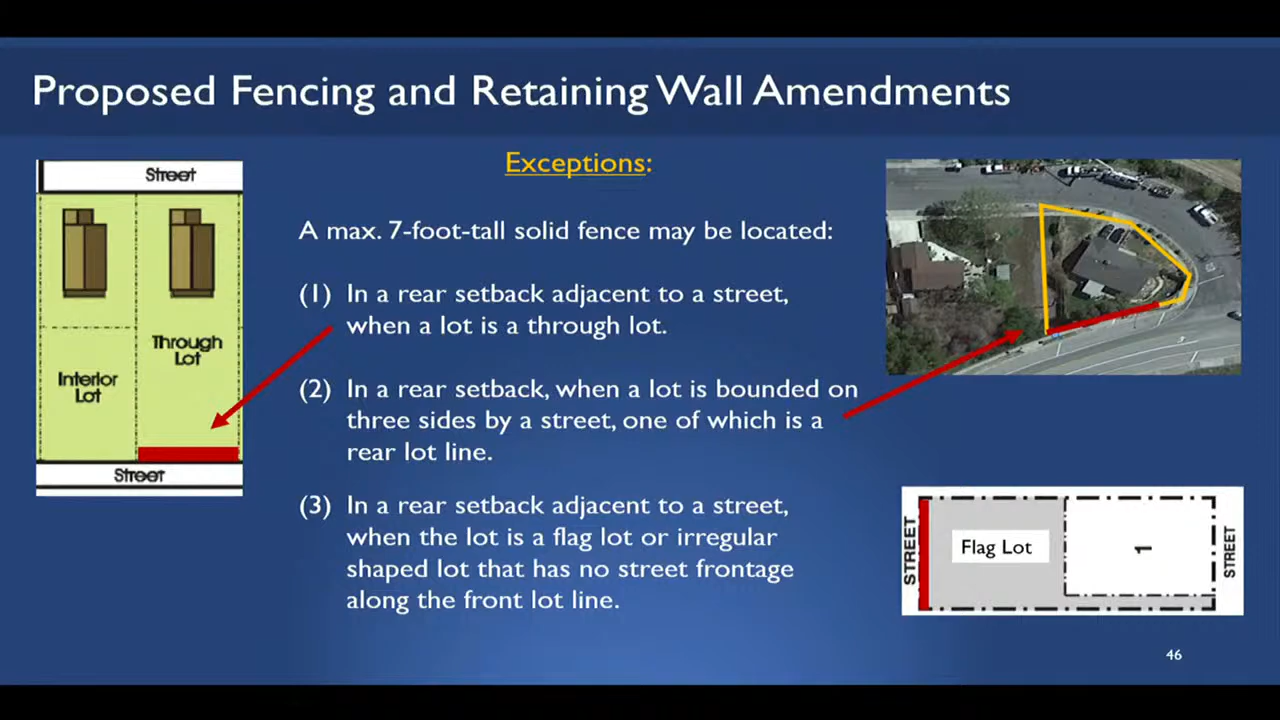 Proposed Fencing and Retaining Wall Amendments
Exceptions:
A max. 7-foot-tall solid fence may be located:
(1) In a rear setback adjacent to a street,
when a lot is a through lot.
(2) In a rear setback, when a lot is bounded on
three sides by a street, one of which is a
rear lot line.
(3) In a rear setback adjacent to a street,
when the lot is a flag lot or irregular
shaped lot that has no street frontage
along the front lot line.
Street
Through
Lot
Interior
Lot
Street
STREET
Flag Lot
1
STREET
46